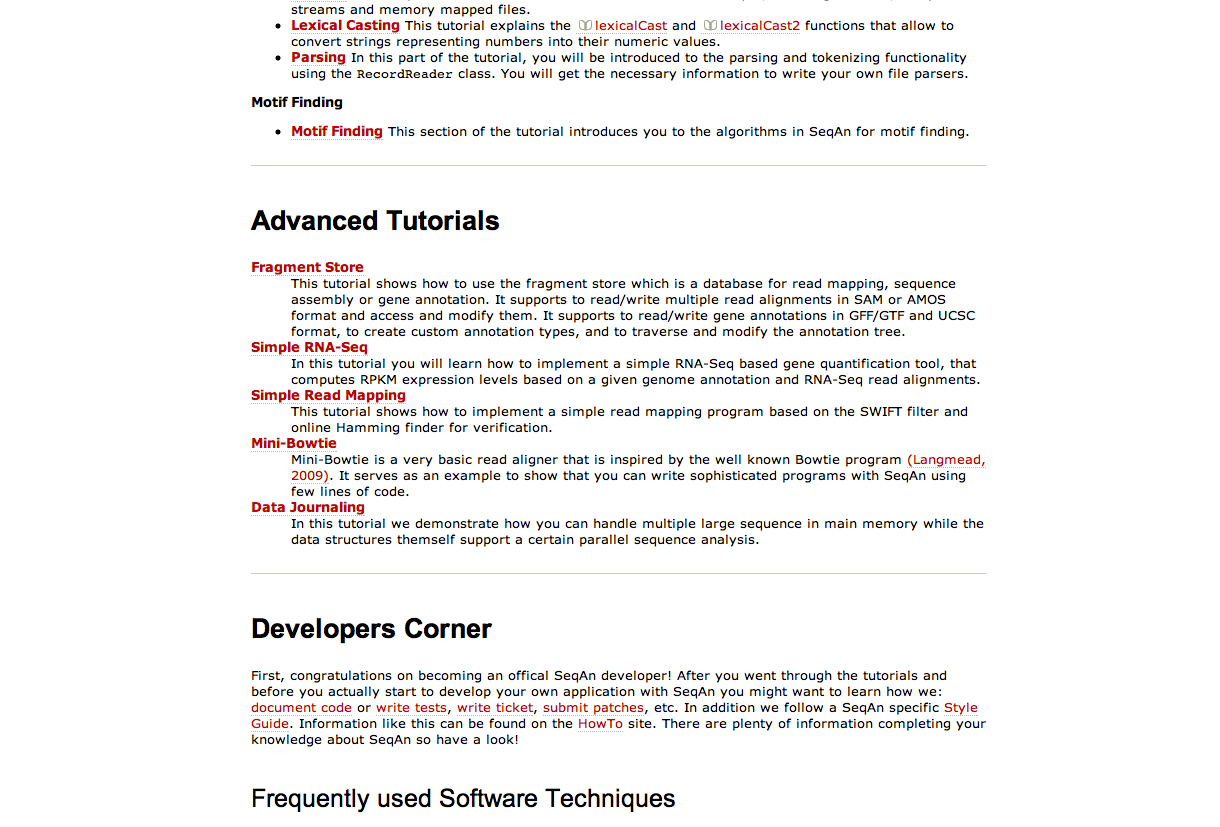 streams and memory mapped files.
Lexical Casting This tutorial explains the lexicalCast and lexicalCast2 functions that allow to
convert strings representing numbers into their numeric values.
Parsing In this part of the tutorial, you will be introduced to the parsing and tokenizing functionality
using the RecordReader class. You will get the necessary information to write your own file parsers.
Motif Finding
Motif Finding This section of the tutorial introduces you to the algorithms in SeqAn for motif finding.
Advanced Tutorials
Fragment Store
This tutorial shows how to use the fragment store which is a database for read mapping, sequence
assembly or gene annotation. It supports to read/write multiple read alignments in SAM or AMOS
format and access and modify them. It supports to read/write gene annotations in GFF/GTF and UCSC
format, to create custom annotation types, and to traverse and modify the annotation tree.
Simple RNA-Seq
In this tutorial you will learn how to implement a simple RNA-Seq based gene quantification tool, that
computes RPKM expression levels based on a given genome annotation and RNA-Seq read alignments.
Simple Read Mapping
This tutorial shows how to implement a simple read mapping program based on the SWIFT filter and
online Hamming finder for verification.
Mini-Bowtie
Mini-Bowtie is a very basic read aligner that is inspired by the well known Bowtie program (Langmead,
2009). It serves as an example to show that you can write sophisticated programs with SeqAn using
few lines of code.
Data Journaling
In this tutorial we demonstrate how you can handle multiple large sequence in main memory while the
data structures themself support a certain parallel sequence analysis.
Developers Corner
First, congratulations on becoming an offical SeqAn developer! After you went through the tutorials and
before you actually start to develop your own application with SeqAn you might want to learn how we:
document code or write tests, write ticket, submit patches, etc. In addition we follow a SeqAn specific Style
Guide. Information like this can be found on the HowTo site. There are plenty of information completing your
knowledge about SeqAn so have a look!
Frequently used Software Techniques